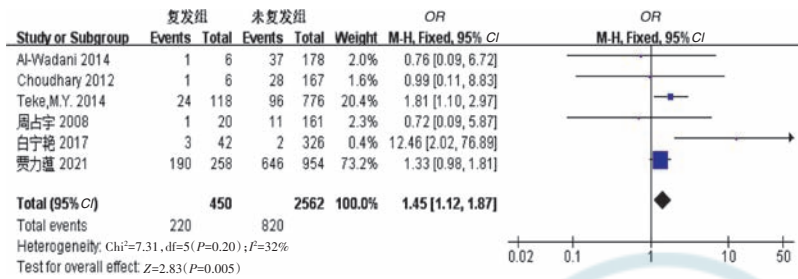 复发组 未复发组 OR OR
Study or Subgroup Events Total Events Total Weight M-H, Fixed, 95% CI M-H, Fixed, 95% CI
Al-Wadani 2014 1 6 37 178 2.0% 0.76 [0.09, 6.72]
Choudhary 2012 1 6 28 167 1.6% 0.99 [0.11, 8.83]
Teke,M.Y. 2014 24 118 96 776 20.4% 1.81 [1.10, 2.97]
周占宇 2008 1 20 11 161 2.4% 0.72 [0.09, 5.87]
白宁艳 2017 3 42 2 326 0.4% 12.46 [2.02, 76.89]
贾力蕴 2021 190 258 646 954 73.2% 1.33 [0.98, 1.81]
Total (95% CI) 450 2562 100.0% 1.45 [1.12, 1.87]
Total events 220 820
Heterogeneity: Chi²=7.31, df=5(P=0.20); I²=32%
Test for overall effect: Z=2.83(P=0.005)
0.02 0.1 1 10 50